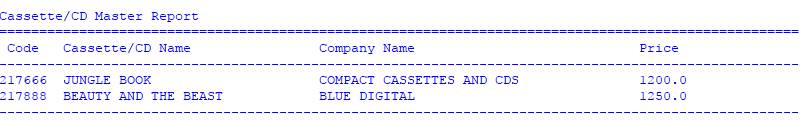 Cassette/CD Master Report
================================================================================
Code Cassette/CD Name Company Name Price
--------------------------------------------------------------------------------
217666 JUNGLE BOOK COMPACT CASSETTES AND CDS 1200.0
217888 BEAUTY AND THE BEAST BLUE DIGITAL 1250.0
--------------------------------------------------------------------------------